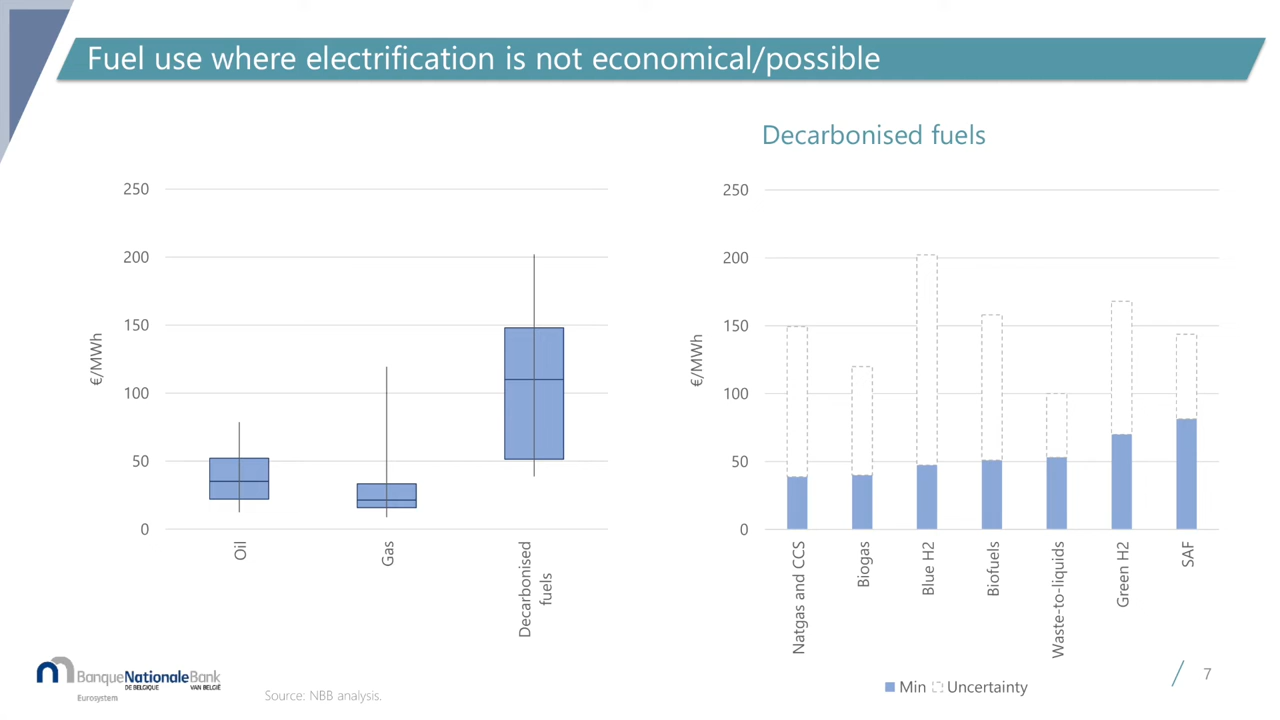 Fuel use where electrification is not economical/possible
250
200
150
100
50
0
€/MWh
Oil
Gas
Decarbonised
fuels
Decarbonised fuels
250
200
150
100
50
0
€/MWh
Natgas and CCS
Biogas
Blue H2
Biofuels
Waste-to-liquids
Green H2
SAF
Min
Uncertainty
BanqueNationaleBank
DE BELGIQUE VAN BELGIË
Eurosystem
Source: NBB analysis.
7